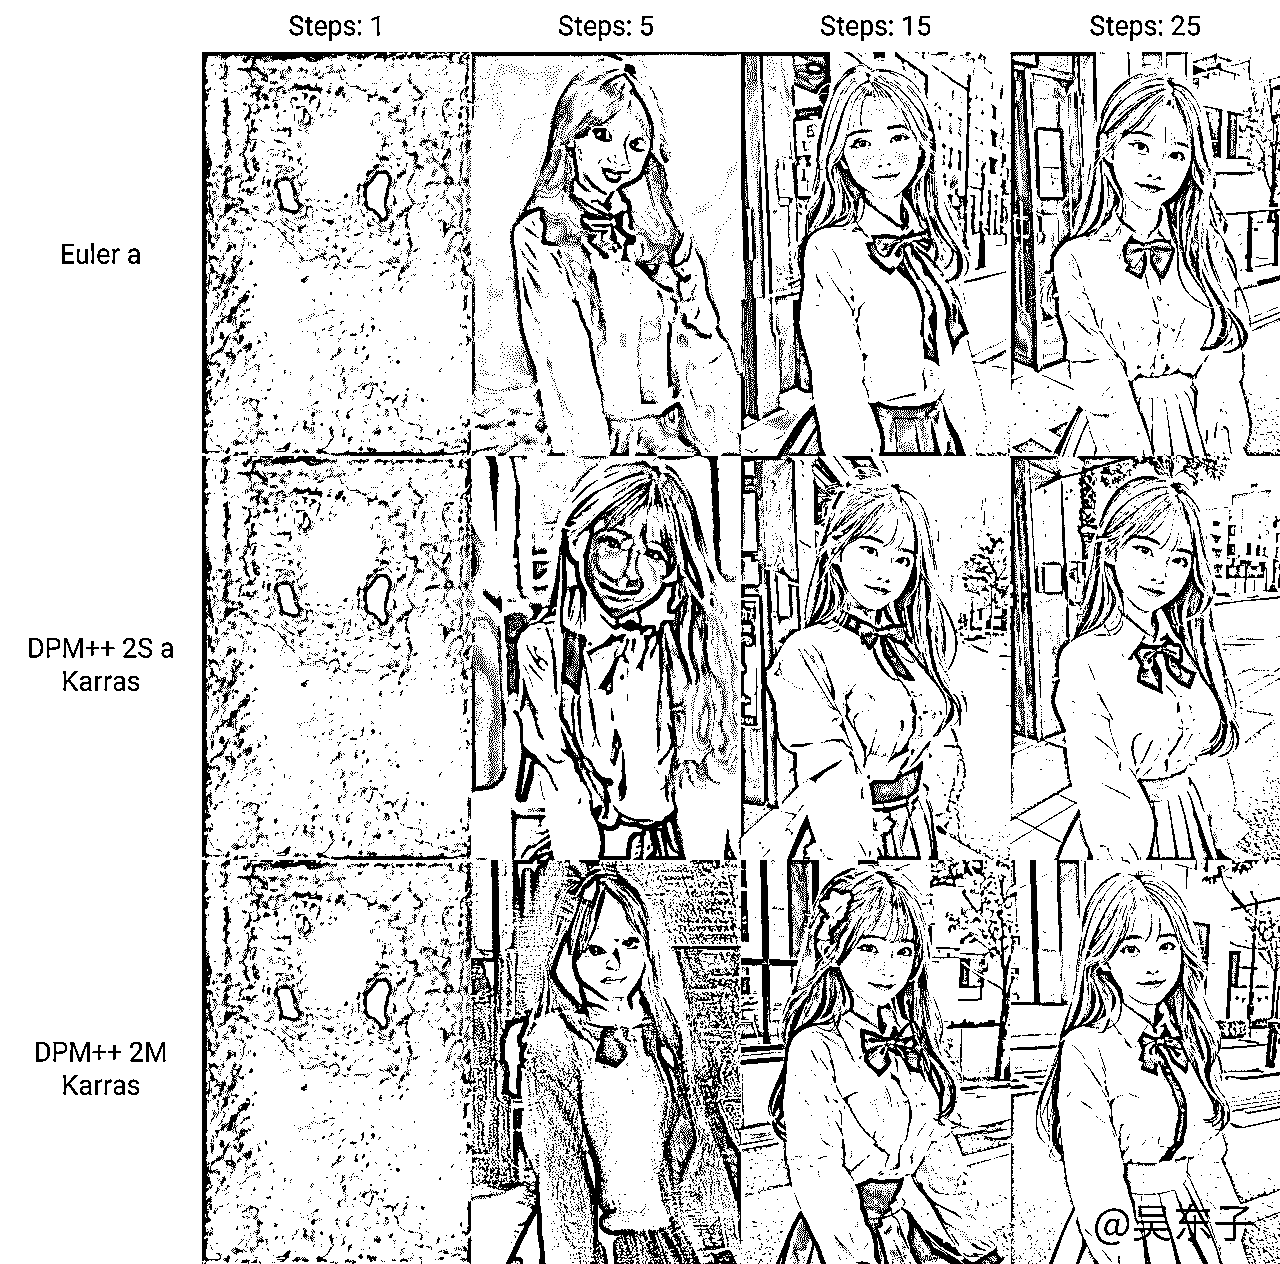 Steps: 1
Steps: 5
Steps: 15
Steps: 25
Euler a
DPM++ 2S a
Karras
DPM++ 2M
Karras
@吴东子